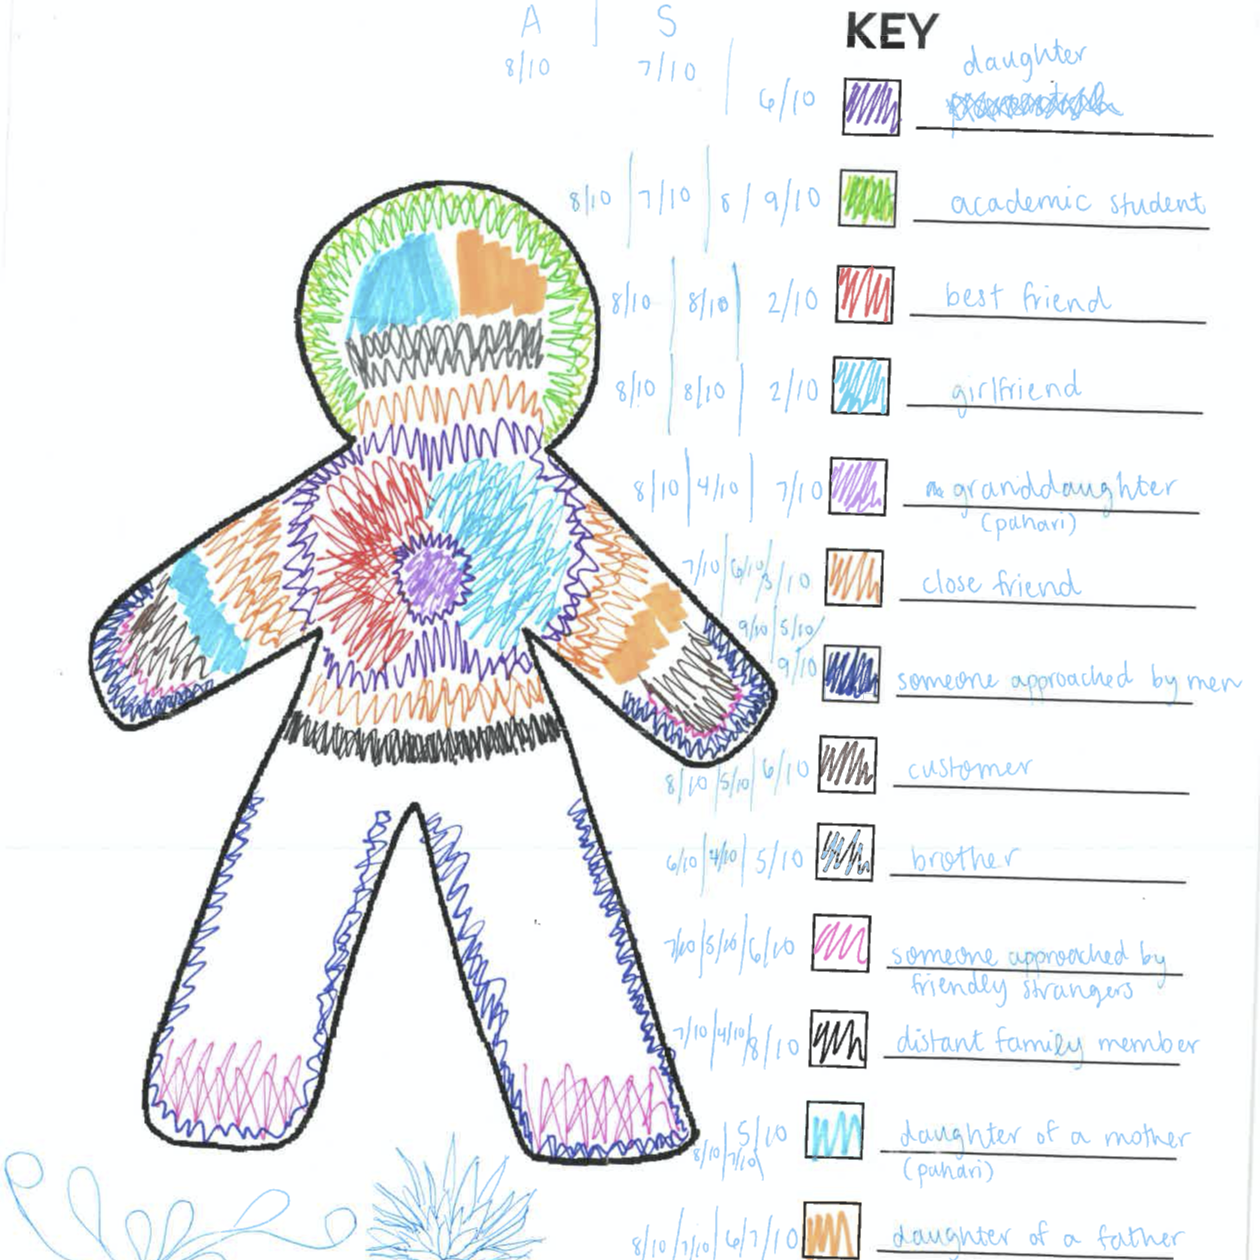 A | S
KEY
8/10 7/10 | 6/10 daughter
8/10 | 7/10 | 8 / 9/10 academic student
8/10 | 8/10 | 2/10 best friend
8/10 | 8/10 | 2/10 girlfriend
8/10 | 4/10 | 7/10 granddaughter
(pahari)
7/10 | 6/10 /10 close friend
9/10 | 5/10/
9/10 someone approached by men
8/10 | 5/10 | 6/10 customer
6/10 | 4/10 | 5/10 brother
7/10 | 5/10 | 6/10 someone approached by
friendly strangers
7/10 | 4/10 | 8/10 distant family member
8/10 | 7/10 | 5/10 daughter of a mother
(pahari)
8/10 / 7/10 | 6/7/10 daughter of a father